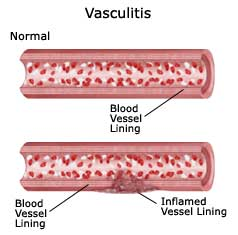 Vasculitis
Normal
Blood
Vessel
Lining
Blood
Vessel
Lining
Inflamed
Vessel Lining